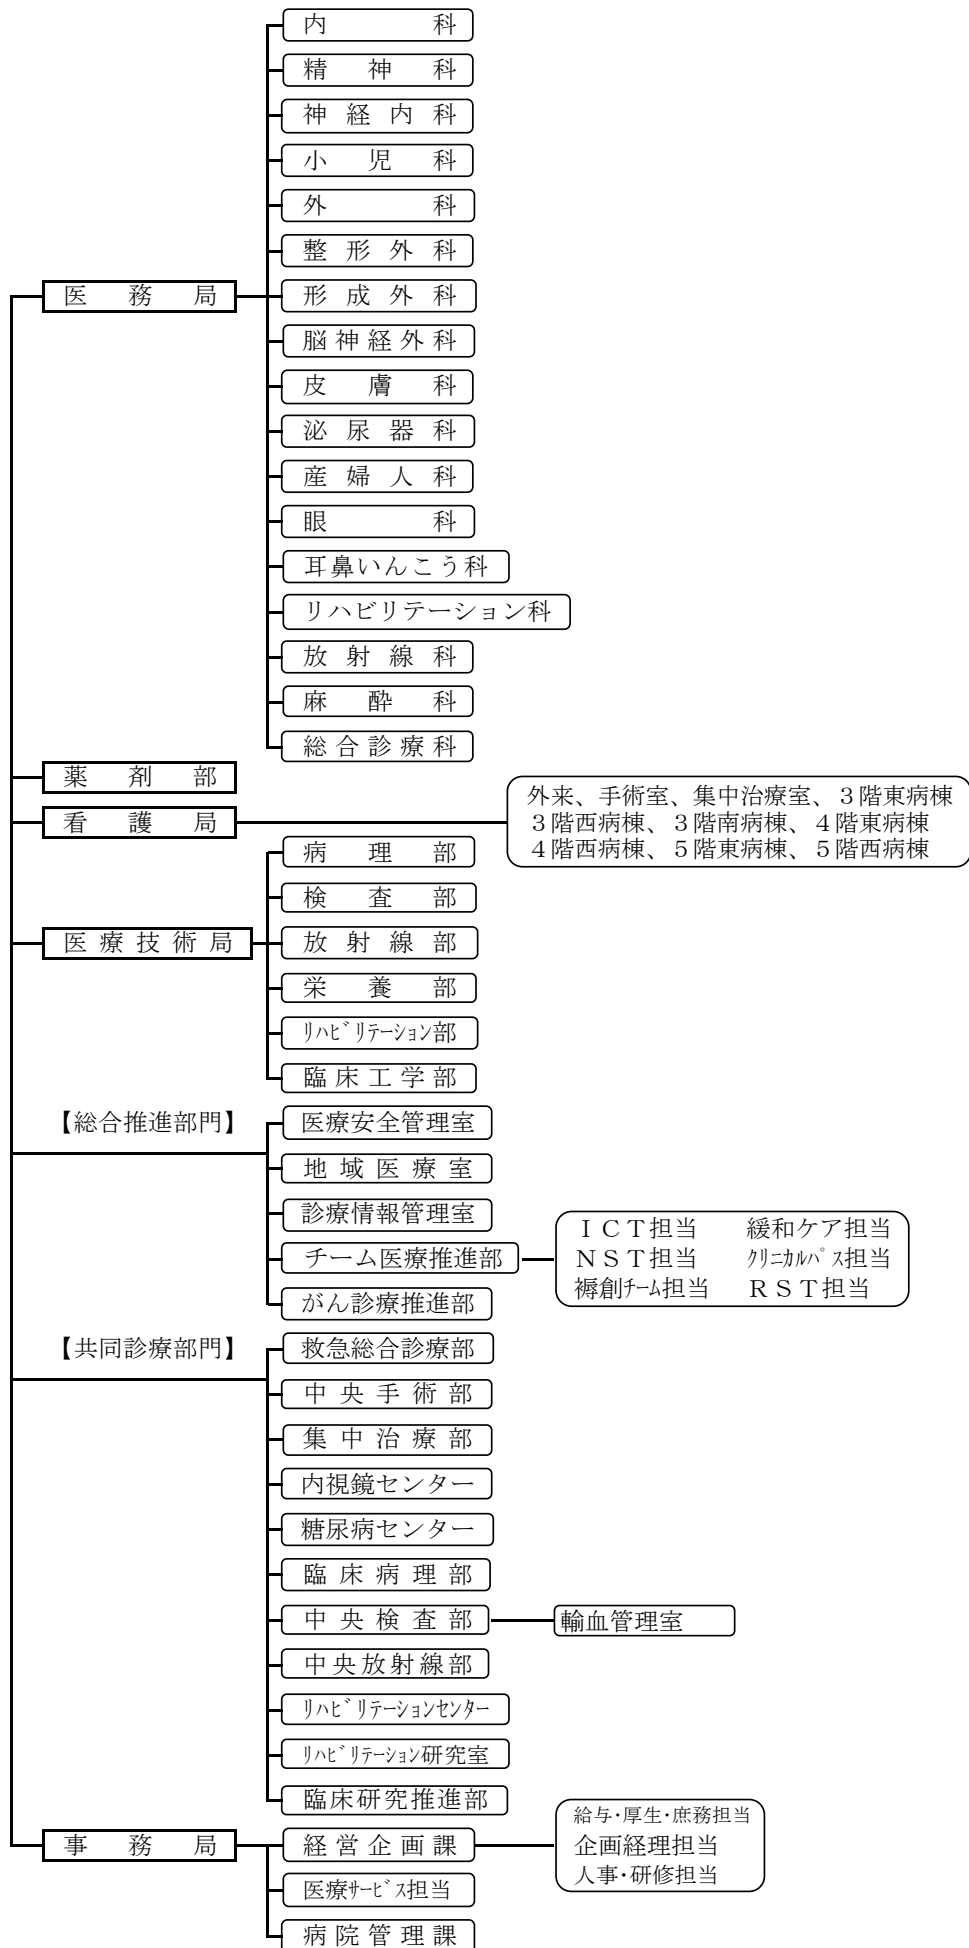 内科
精神科
神経内科
小児科
外科
整形外科
医務局
形成外科
脳神経外科
皮膚科
泌尿器科
産婦人科
眼科
耳鼻いんこう科
リハビリテーション科
放射線科
麻酔科
総合診療科
薬剤部
看護局
外来、手術室、集中治療室、３階東病棟
３階西病棟、３階南病棟、４階東病棟
４階西病棟、５階東病棟、５階西病棟
病理部
検査部
医療技術局
放射線部
栄養部
ﾘﾊﾋﾞﾘﾃｰｼｮﾝ部
臨床工学部
【総合推進部門】
医療安全管理室
地域医療室
診療情報管理室
チーム医療推進部
ＩＣＴ担当　緩和ケア担当
ＮＳＴ担当　ｸﾘﾆｶﾙﾊﾟｽ担当
褥創ﾁｰﾑ担当　ＲＳＴ担当
がん診療推進部
【共同診療部門】
救急総合診療部
中央手術部
集中治療部
内視鏡センター
糖尿病センター
臨床病理部
中央検査部
輸血管理室
中央放射線部
ﾘﾊﾋﾞﾘﾃｰｼｮﾝｾﾝﾀｰ
ﾘﾊﾋﾞﾘﾃｰｼｮﾝ研究室
臨床研究推進部
事務局
経営企画課
給与･厚生･庶務担当
企画経理担当
人事･研修担当
医療ｻｰﾋﾞｽ担当
病院管理課